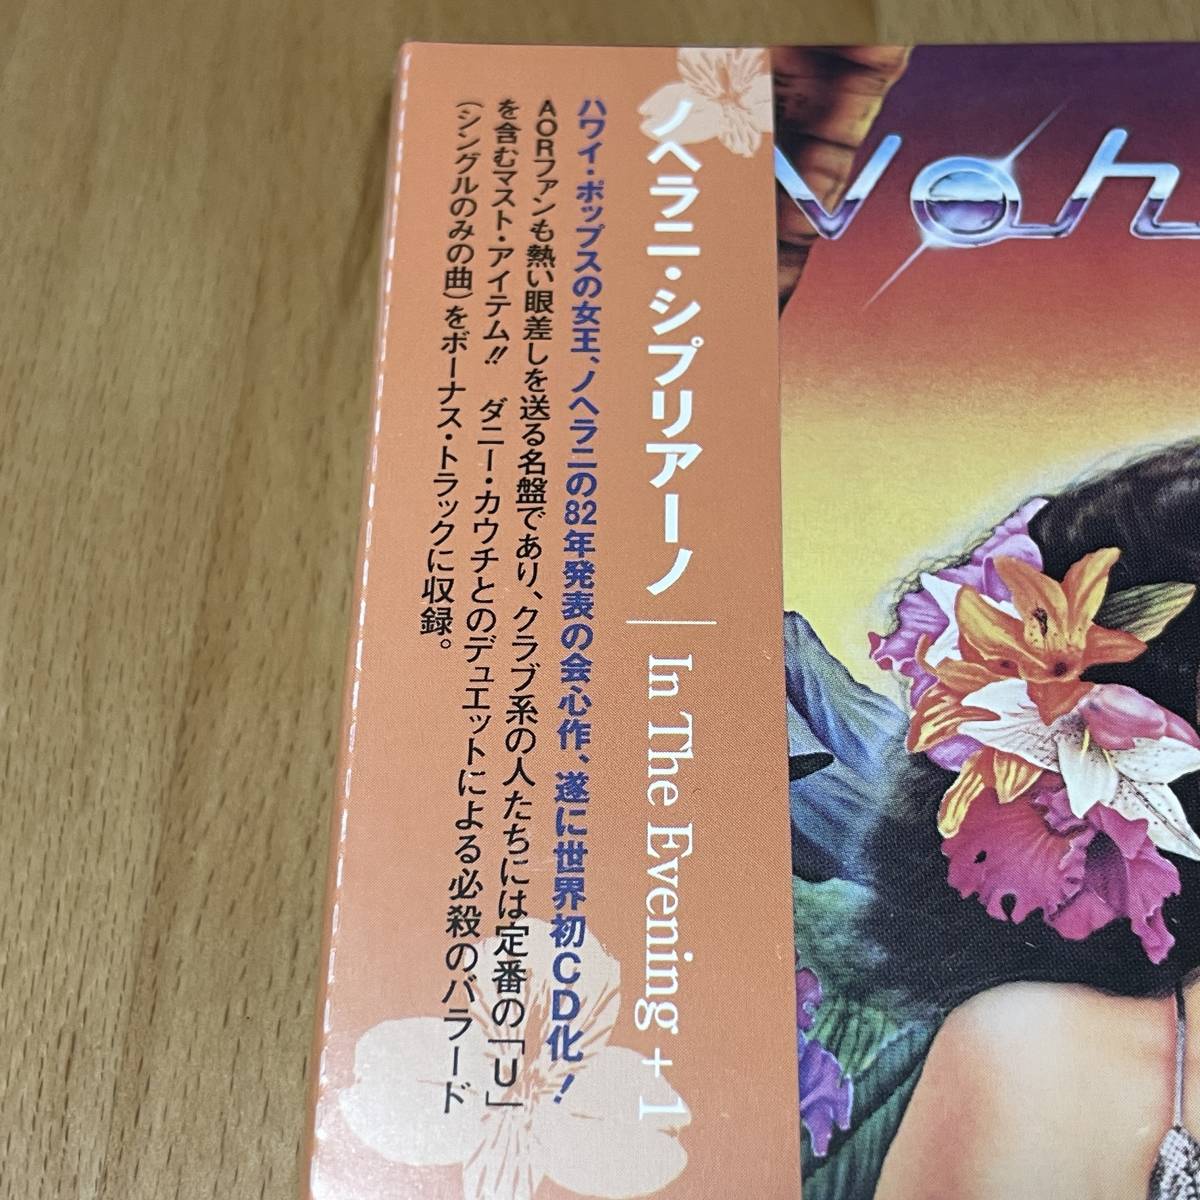 ノヘラニ・シプリアーノ | In The Evening + 1
ハワイ・ポップスの女王、ノヘラニの82年発表の会心作、遂に世界初CD化!
AORファンも熱い眼差しを送る名盤であり、クラブ系の人たちには定番の「U」
を含むマスト・アイテム!! ダニー・カウチとのデュエットによる必殺のバラード
(シングルのみの曲)をボーナス・トラックに収録。
Noh